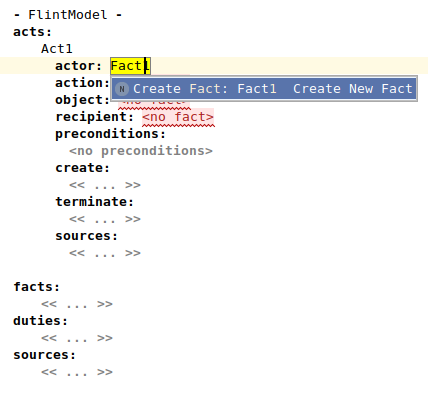 - FlintModel -
acts:
Act1
actor: Fact1
action:
N Create Fact: Fact1 Create New Fact
object: <no fact>
recipient: <no fact>
preconditions:
<no preconditions>
create:
<< ... >>
terminate:
<< ... >>
sources:
<< ... >>
facts:
<< ... >>
duties:
<< ... >>
sources:
<< ... >>